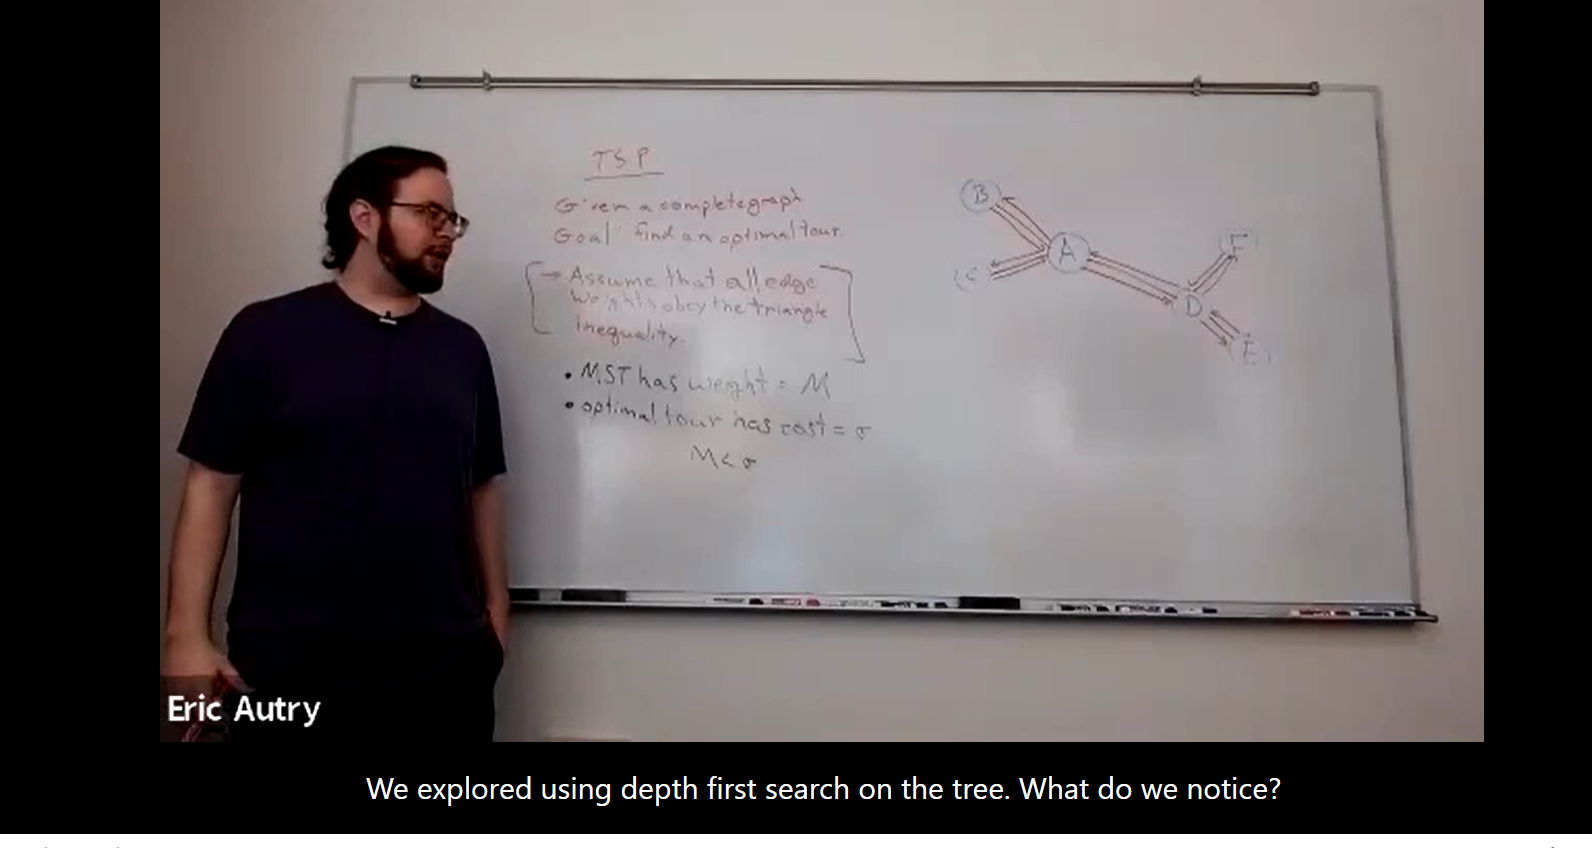 TSP
Given a complete graph
Goal: find an optimal tour.
→ Assume that all edge
weights obey the triangle
inequality.
• MST has weight = M
• optimal tour has cost = σ
M < σ
B
A
C
F
D
E
Eric Autry
We explored using depth first search on the tree. What do we notice?